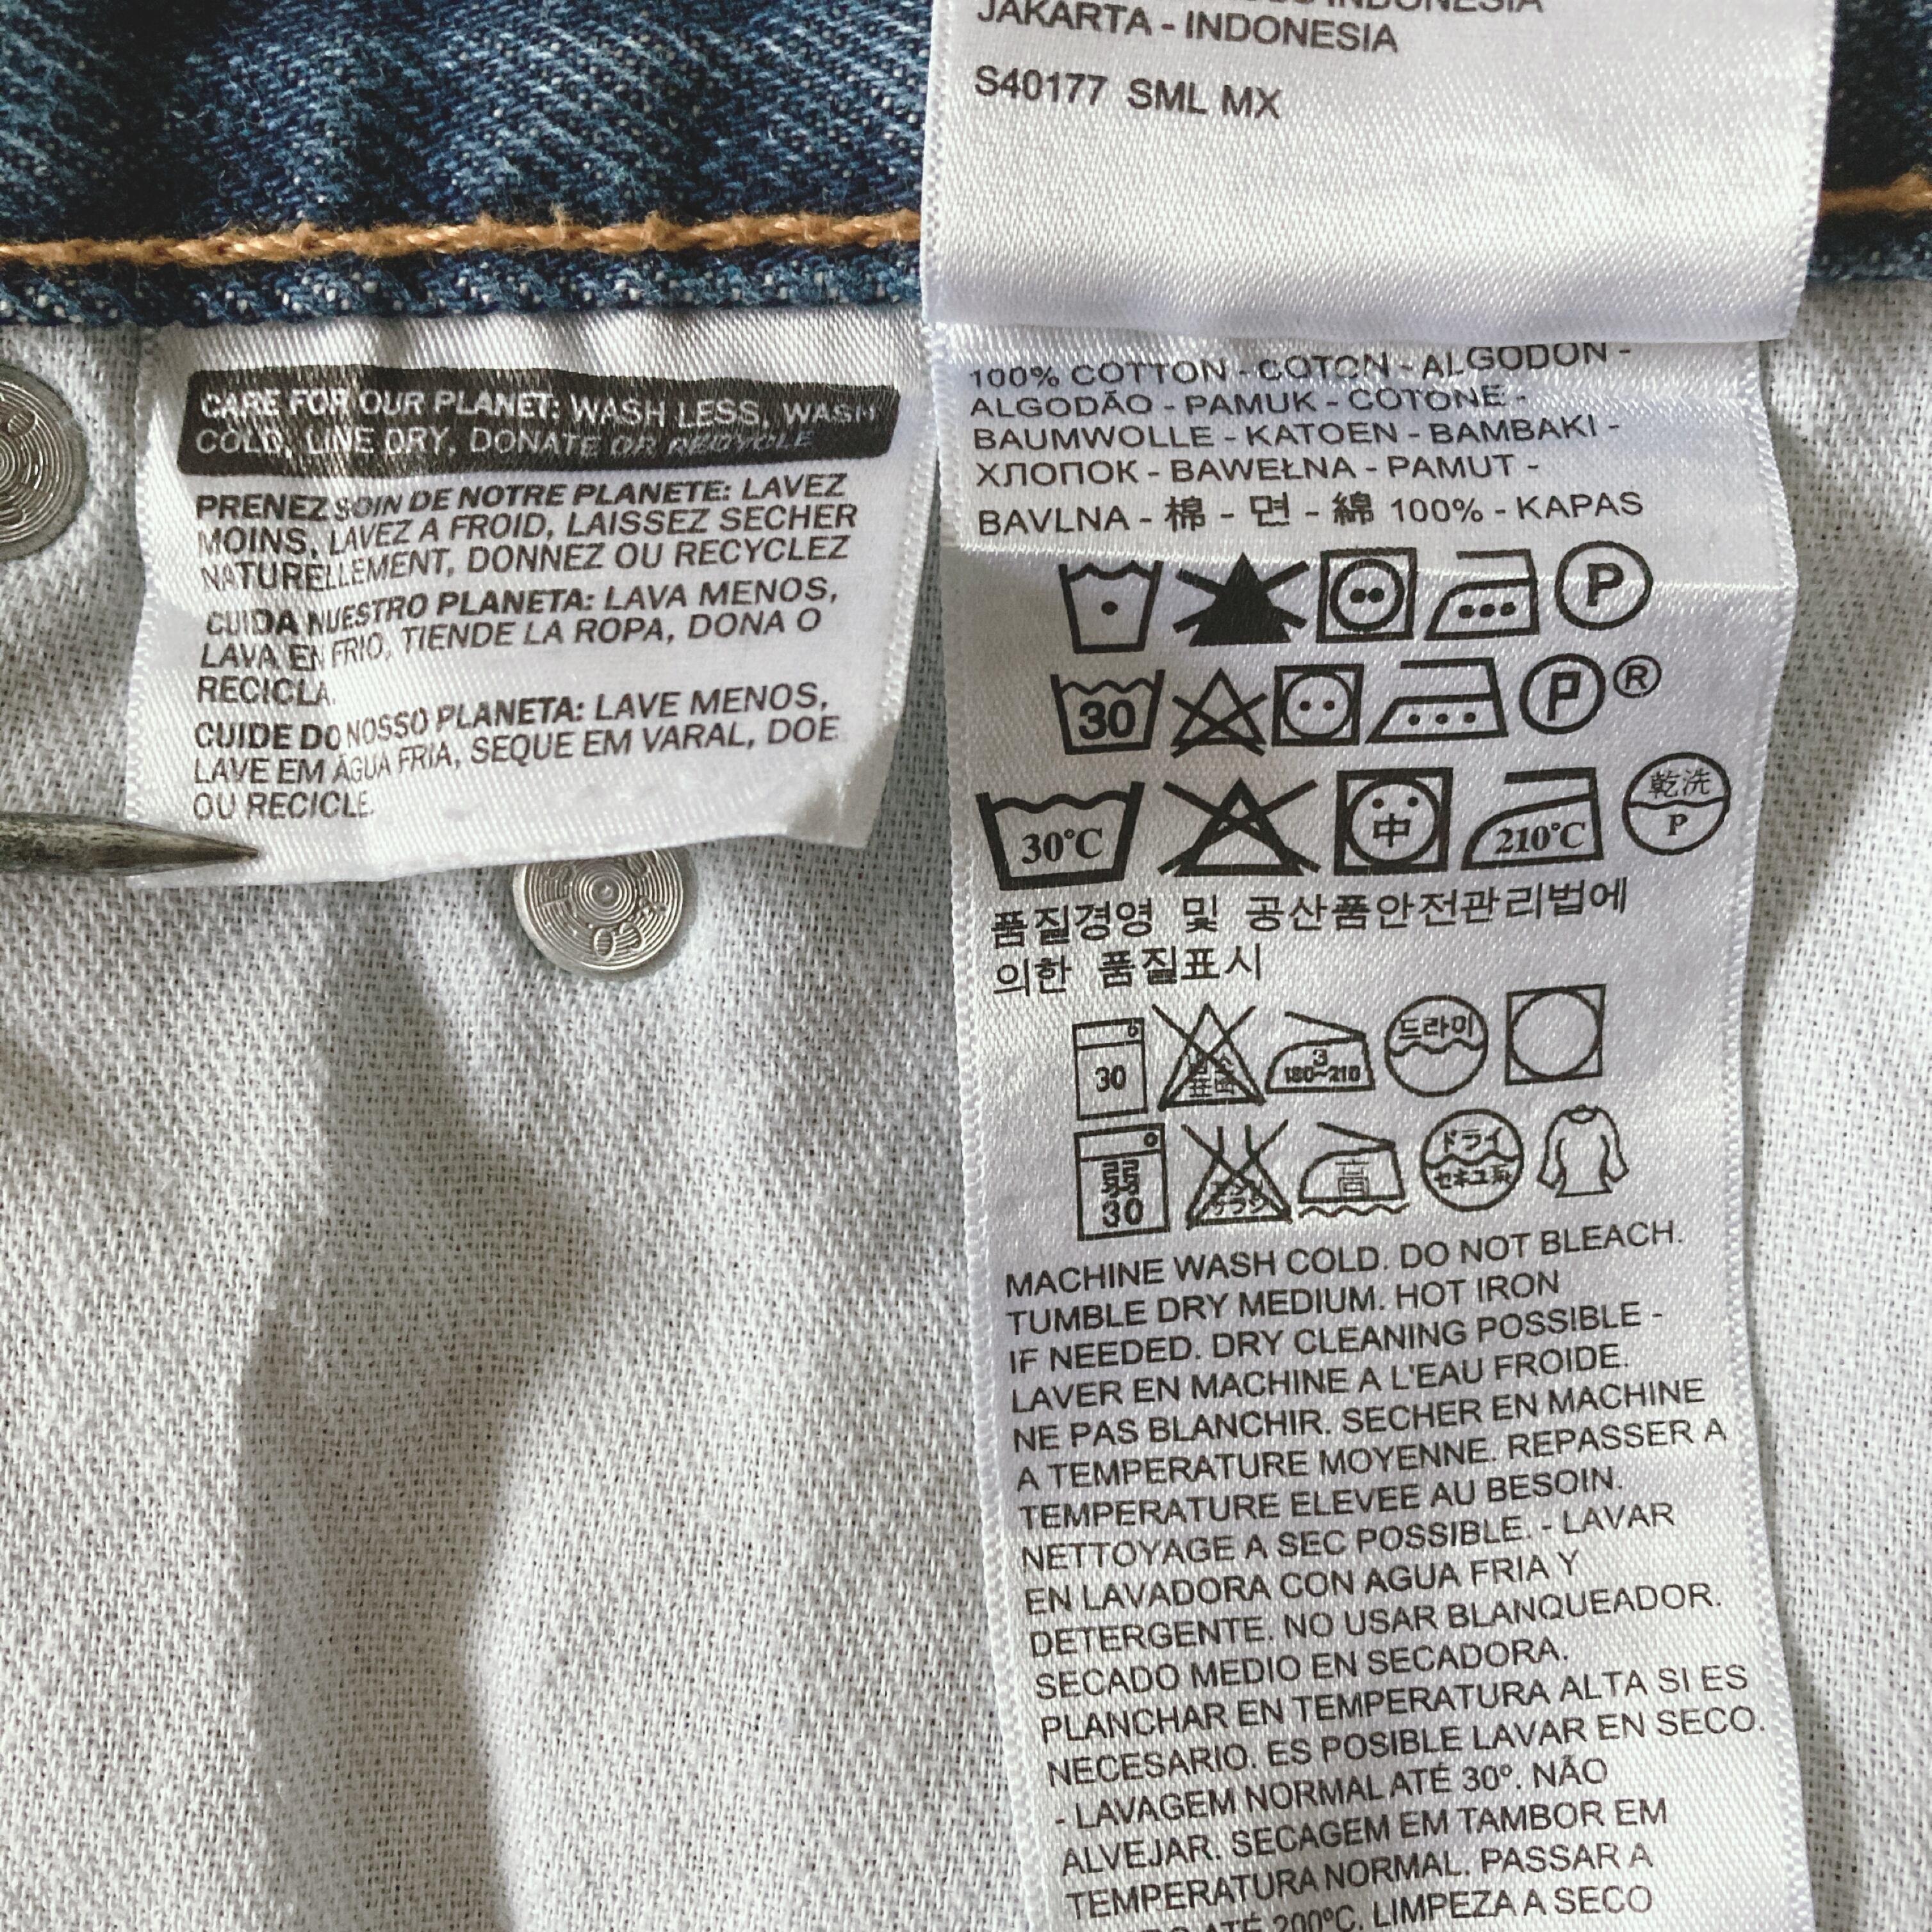 JAKARTA - INDONESIA
S40177 SML MX
CARE FOR OUR PLANET: WASH LESS, WASH
COLD, LINE DRY, DONATE OR RECYCLE
PRENEZ SOIN DE NOTRE PLANETE: LAVEZ
MOINS, LAVEZ A FROID, LAISSEZ SECHER
NATURELLEMENT, DONNEZ OU RECYCLEZ
CUIDA NUESTRO PLANETA: LAVA MENOS,
LAVA EN FRIO, TIENDE LA ROPA, DONA O
RECICLA
CUIDE DO NOSSO PLANETA: LAVE MENOS,
LAVE EM ÁGUA FRIA, SEQUE EM VARAL, DOE
OU RECICLE
100% COTTON - COTON - ALGODON -
ALGODÃO - PAMUK - COTONE -
BAUMWOLLE - KATOEN - BAMBAKI -
ХЛОПОК - BAWEŁNA - PAMUT -
BAVLNA - 棉 - 면 - 綿 100% - KAPAS
P
30 P ®
30°C 中 210°C 乾洗 P
품질경영 및 공산품안전관리법에
의한 품질표시
30 3 180~210 드라이
弱 30 高 ドライ
MACHINE WASH COLD. DO NOT BLEACH.
TUMBLE DRY MEDIUM. HOT IRON
IF NEEDED. DRY CLEANING POSSIBLE -
LAVER EN MACHINE A L'EAU FROIDE.
NE PAS BLANCHIR. SECHER EN MACHINE
A TEMPERATURE MOYENNE. REPASSER A
TEMPERATURE ELEVEE AU BESOIN.
NETTOYAGE A SEC POSSIBLE. - LAVAR
EN LAVADORA CON AGUA FRIA Y
DETERGENTE. NO USAR BLANQUEADOR.
SECADO MEDIO EN SECADORA.
PLANCHAR EN TEMPERATURA ALTA SI ES
NECESARIO. ES POSIBLE LAVAR EN SECO.
- LAVAGEM NORMAL ATÉ 30º. NÃO
ALVEJAR. SECAGEM EM TAMBOR EM
TEMPERATURA NORMAL. PASSAR A
ATÉ 200ºC. LIMPEZA A SECO